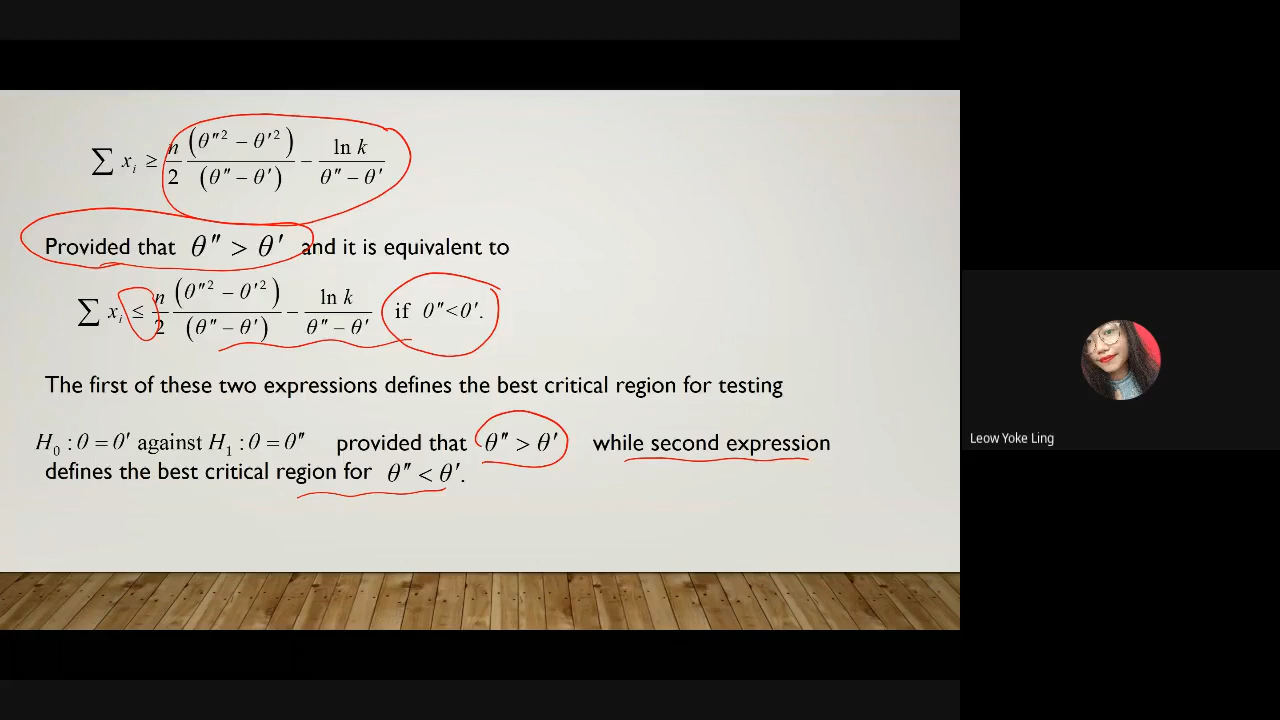 ∑ x_i ≥ n/2 (θ″² − θ′²)/(θ″ − θ′) − ln k/(θ″ − θ′)
Provided that θ″ > θ′ and it is equivalent to
∑ x_i ≤ n/2 (θ″² − θ′²)/(θ″ − θ′) − ln k/(θ″ − θ′) if θ″<θ′.
The first of these two expressions defines the best critical region for testing
H₀ : θ = θ′ against H₁ : θ = θ″ provided that θ″ > θ′ while second expression
defines the best critical region for θ″ < θ′.
Leow Yoke Ling